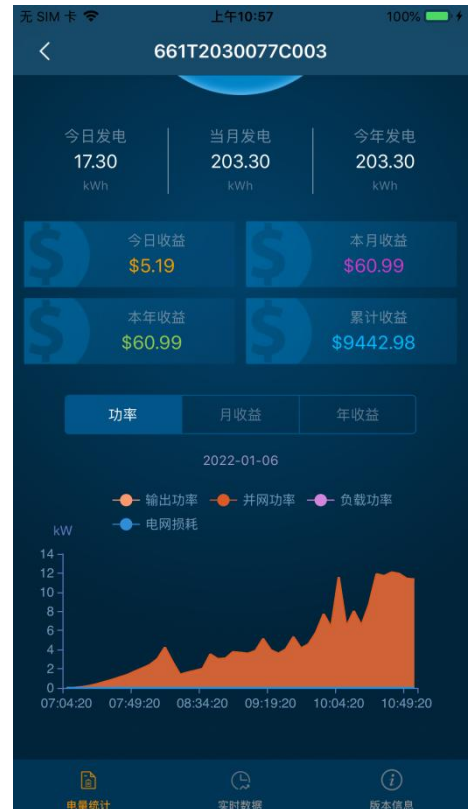 无 SIM 卡 上午10:57 100%
661T2030077C003
今日发电 当月发电 今年发电
17.30 203.30 203.30
kWh kWh kWh
今日收益 本月收益
$5.19 $60.99
本年收益 累计收益
$60.99 $9442.98
功率 月收益 年收益
2022-01-06
输出功率 并网功率 负载功率
电网损耗
kW
14
12
10
8
6
4
2
0
07:04:20 07:49:20 08:34:20 09:19:20 10:04:20 10:49:20
电量统计 实时数据 版本信息